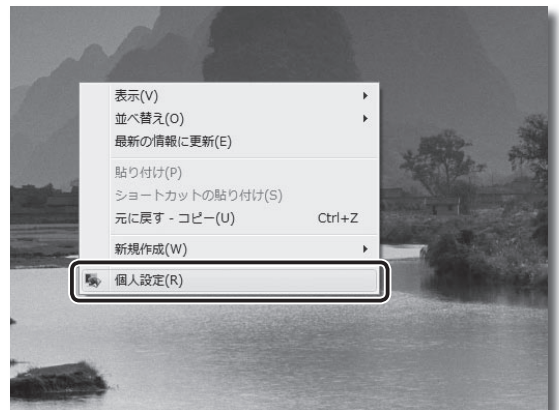 表示(V)
並べ替え(O)
最新の情報に更新(E)
貼り付け(P)
ショートカットの貼り付け(S)
元に戻す - コピー(U) Ctrl+Z
新規作成(W)
個人設定(R)